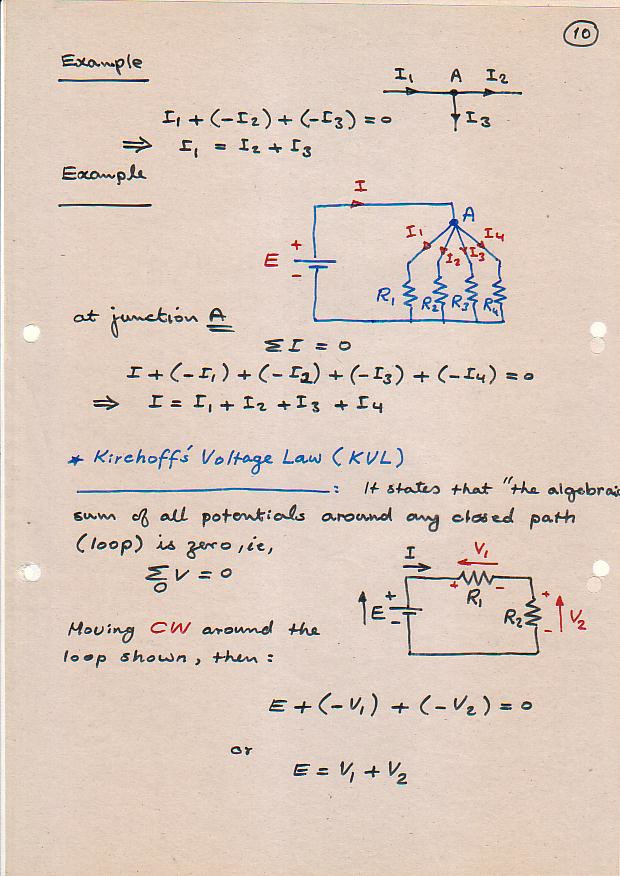 10
Example
I1 A I2
I3
I1 + (-I2) + (-I3) = 0
⇒ I1 = I2 + I3
Example
I
A
I1 I2 I3 I4
E + -
R1 R2 R3 R4
at junction A
ΣI = 0
I + (-I1) + (-I2) + (-I3) + (-I4) = 0
⇒ I = I1 + I2 + I3 + I4
* Kirchoff's Voltage Law (KVL)
: It states that "the algebraic
sum of all potentials around any closed path
(loop) is zero, ie,
Σo V = 0
I V1
+ R1 -
E + -
R2 + - V2
Moving CW around the
loop shown, then:
E + (-V1) + (-V2) = 0
or
E = V1 + V2